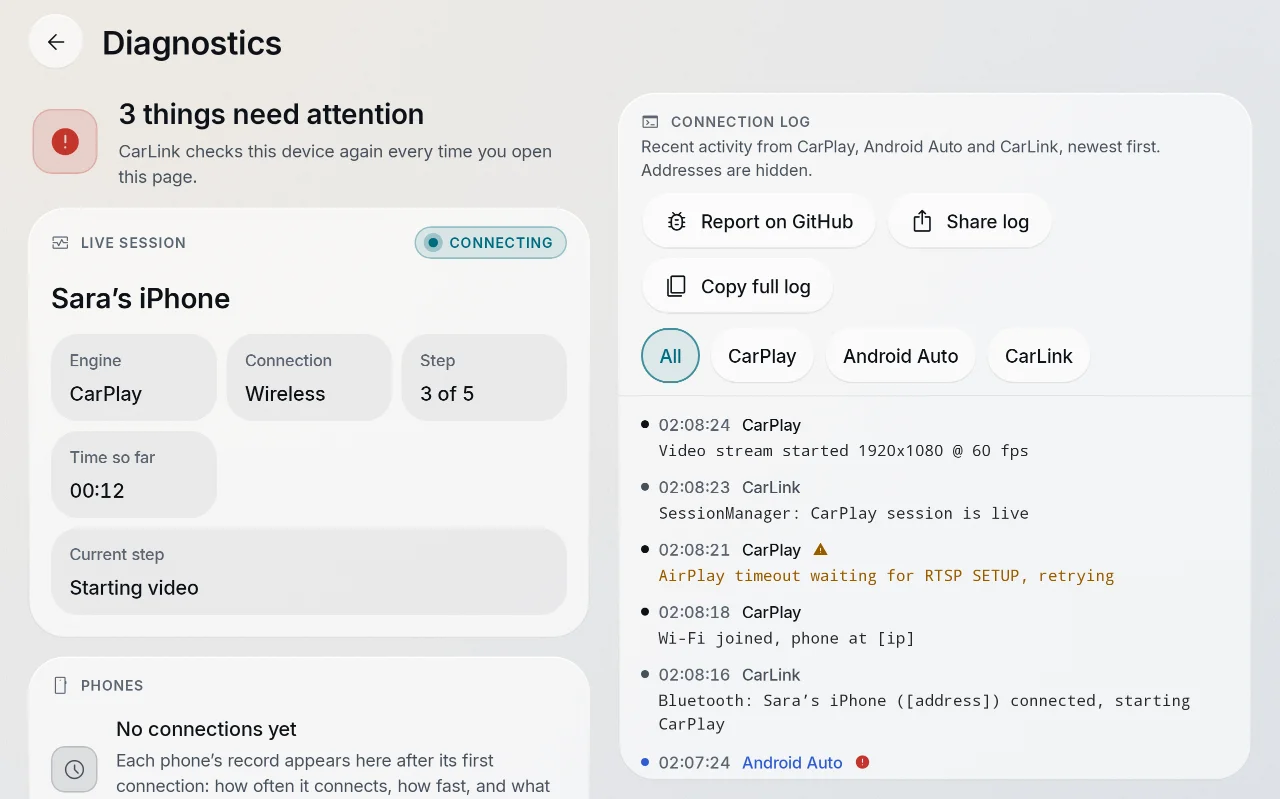 Diagnostics
3 things need attention
CarLink checks this device again every time you open
this page.
LIVE SESSION
CONNECTING
Sara’s iPhone
Engine
CarPlay
Connection
Wireless
Step
3 of 5
Time so far
00:12
Current step
Starting video
PHONES
No connections yet
Each phone’s record appears here after its first
connection: how often it connects, how fast, and what
CONNECTION LOG
Recent activity from CarPlay, Android Auto and CarLink, newest first.
Addresses are hidden.
Report on GitHub
Share log
Copy full log
All
CarPlay
Android Auto
CarLink
02:08:24 CarPlay
Video stream started 1920x1080 @ 60 fps
02:08:23 CarLink
SessionManager: CarPlay session is live
02:08:21 CarPlay
AirPlay timeout waiting for RTSP SETUP, retrying
02:08:18 CarPlay
Wi-Fi joined, phone at [ip]
02:08:16 CarLink
Bluetooth: Sara’s iPhone ([address]) connected, starting
CarPlay
02:07:24 Android Auto